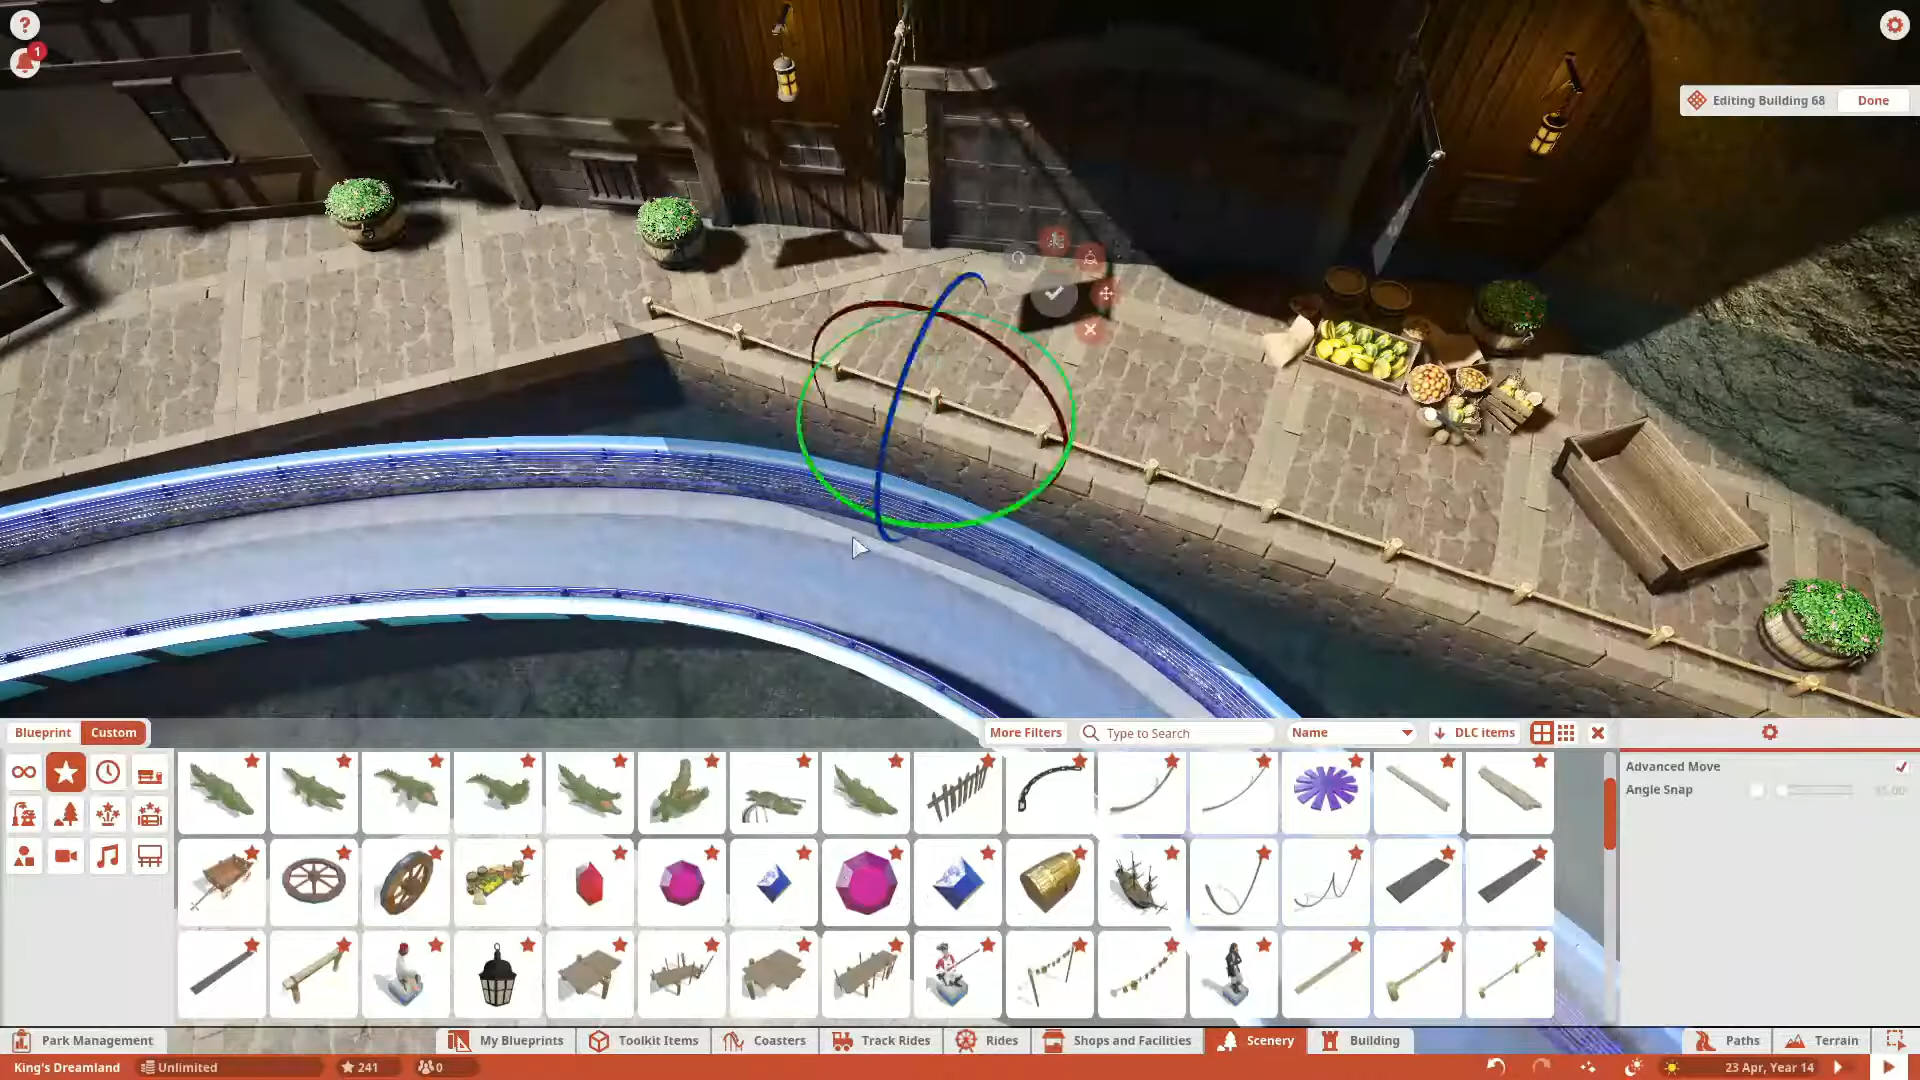 ?
1
Editing Building 68
Done
Blueprint
Custom
More Filters
Type to Search
Name
DLC items
Advanced Move
Angle Snap
Park Management
My Blueprints
Toolkit Items
Coasters
Track Rides
Rides
Shops and Facilities
Scenery
Building
Paths
Terrain
King's Dreamland
Unlimited
241
0
23 Apr, Year 14